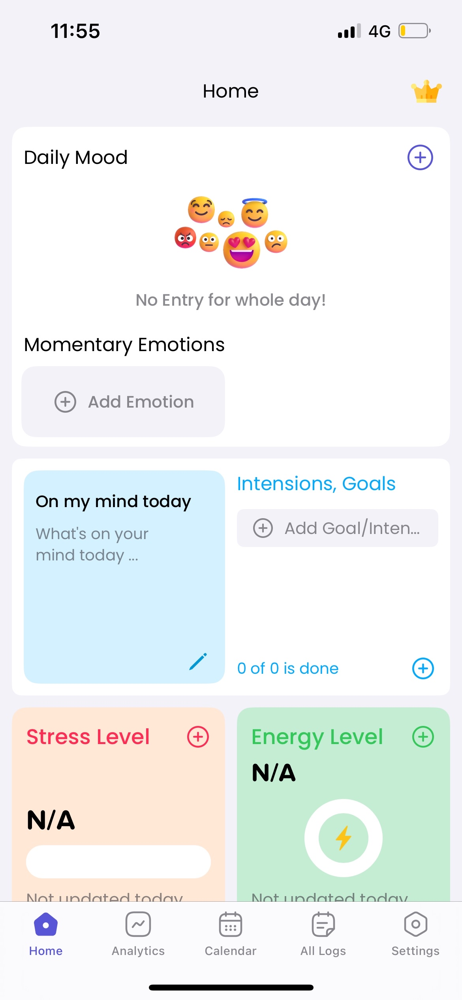 11:55
4G
Home
Daily Mood
No Entry for whole day!
Momentary Emotions
Add Emotion
On my mind today
What's on your
mind today ...
Intensions, Goals
Add Goal/Inten...
0 of 0 is done
Stress Level
N/A
Not updated today
Energy Level
N/A
Not updated today
Home
Analytics
Calendar
All Logs
Settings